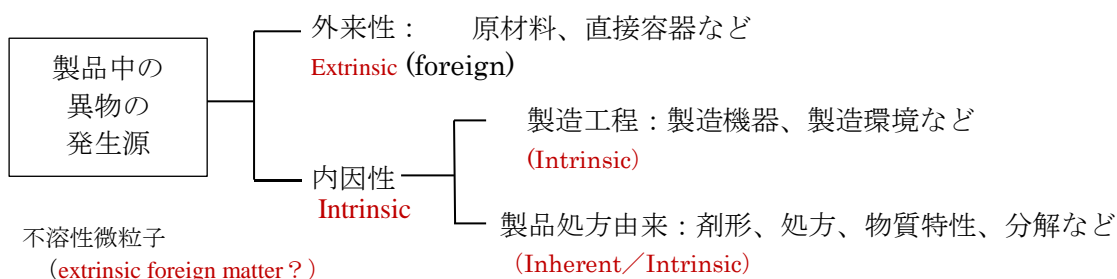 製品中の
異物の
発生源
外来性：　原材料、直接容器など
Extrinsic (foreign)
製造工程：製造機器、製造環境など
(Intrinsic)
内因性
Intrinsic
製品処方由来：剤形、処方、物質特性、分解など
（Inherent／Intrinsic）
不溶性微粒子
（extrinsic foreign matter？）